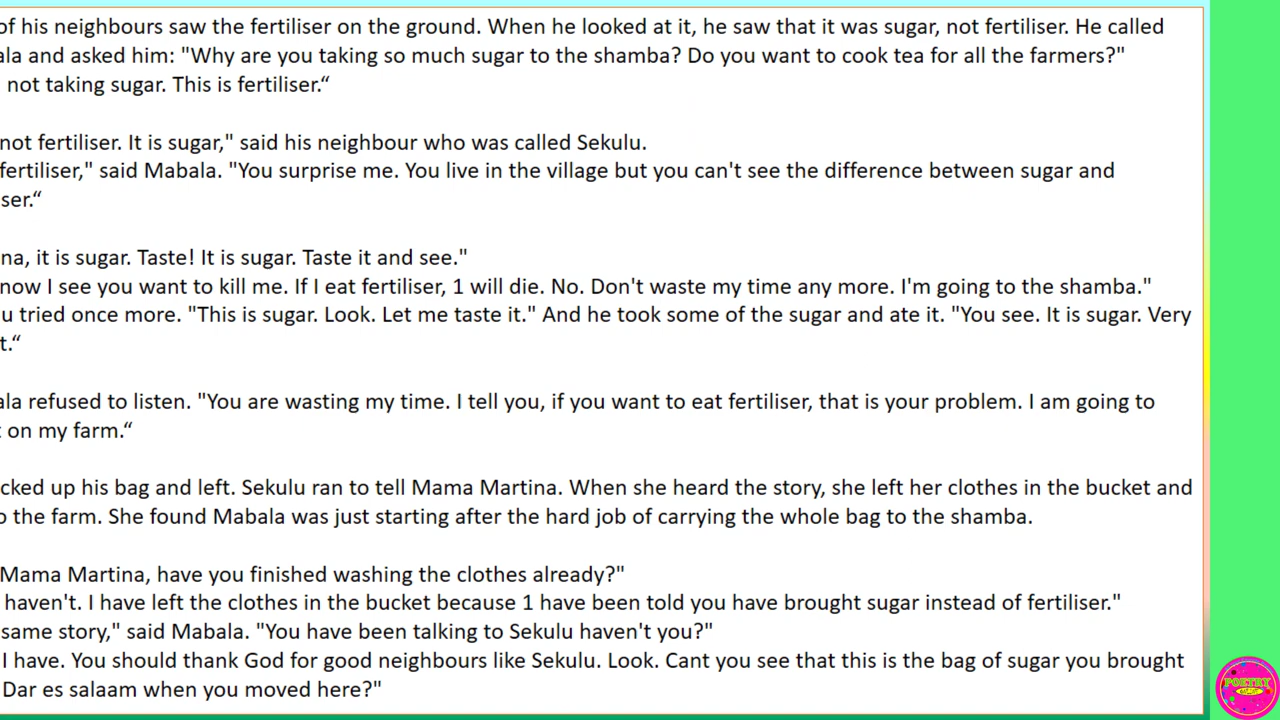 of his neighbours saw the fertiliser on the ground. When he looked at it, he saw that it was sugar, not fertiliser. He called
ala and asked him: "Why are you taking so much sugar to the shamba? Do you want to cook tea for all the farmers?"
not taking sugar. This is fertiliser.“
not fertiliser. It is sugar," said his neighbour who was called Sekulu.
fertiliser," said Mabala. "You surprise me. You live in the village but you can't see the difference between sugar and
ser.“
na, it is sugar. Taste! It is sugar. Taste it and see."
now I see you want to kill me. If I eat fertiliser, 1 will die. No. Don't waste my time any more. I'm going to the shamba."
u tried once more. "This is sugar. Look. Let me taste it." And he took some of the sugar and ate it. "You see. It is sugar. Very
t.“
ala refused to listen. "You are wasting my time. I tell you, if you want to eat fertiliser, that is your problem. I am going to
t on my farm.“
cked up his bag and left. Sekulu ran to tell Mama Martina. When she heard the story, she left her clothes in the bucket and
o the farm. She found Mabala was just starting after the hard job of carrying the whole bag to the shamba.
Mama Martina, have you finished washing the clothes already?"
haven't. I have left the clothes in the bucket because 1 have been told you have brought sugar instead of fertiliser."
same story," said Mabala. "You have been talking to Sekulu haven't you?"
I have. You should thank God for good neighbours like Sekulu. Look. Cant you see that this is the bag of sugar you brought
Dar es salaam when you moved here?"
POETRY